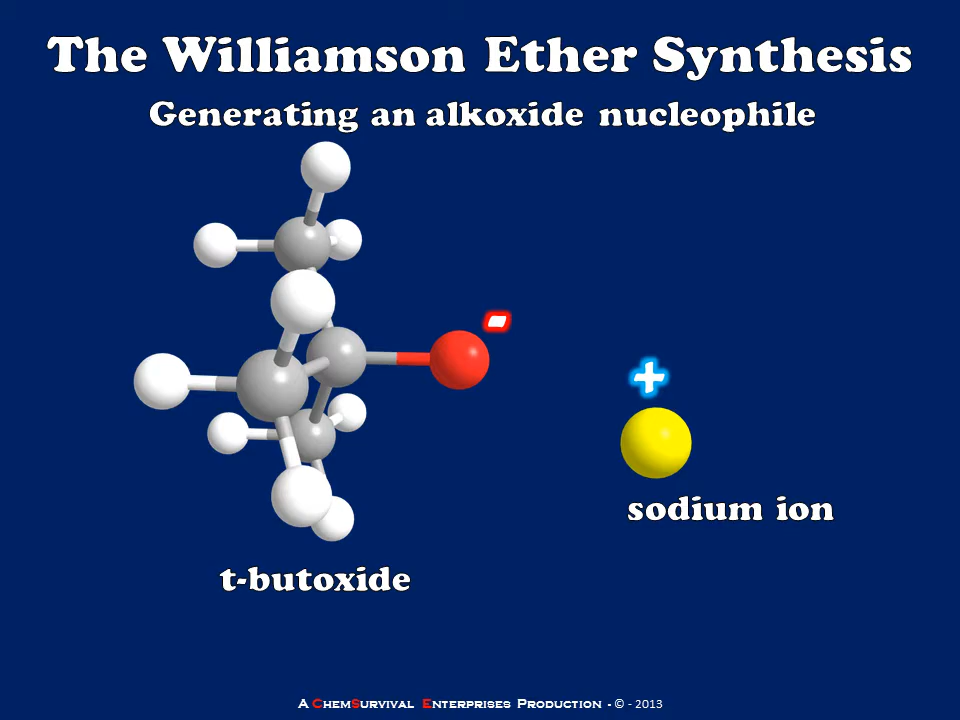 The Williamson Ether Synthesis
Generating an alkoxide nucleophile
-
+
sodium ion
t-butoxide
A ChemSurvival Enterprises Production - © - 2013